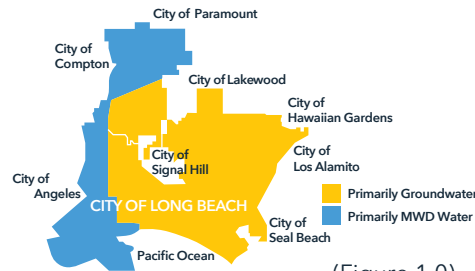 City of Paramount
City of
Compton
City of Lakewood
City of
Hawaiian Gardens
City of
Signal Hill
City of
Los Alamito
City of
Angeles
Primarily Groundwater
CITY OF LONG BEACH
Primarily MWD Water
City of
Seal Beach
Pacific Ocean
(Figure 1.0)